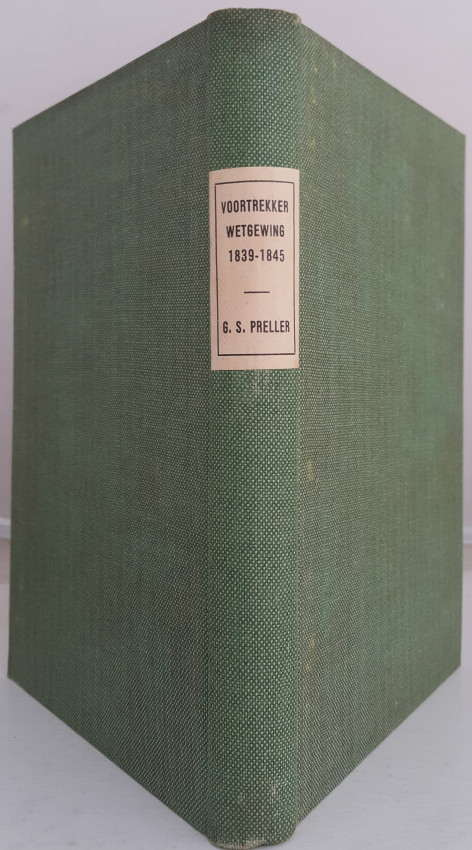 VOORTREKKER
WETGEWING
1839-1845
G. S. PRELLER